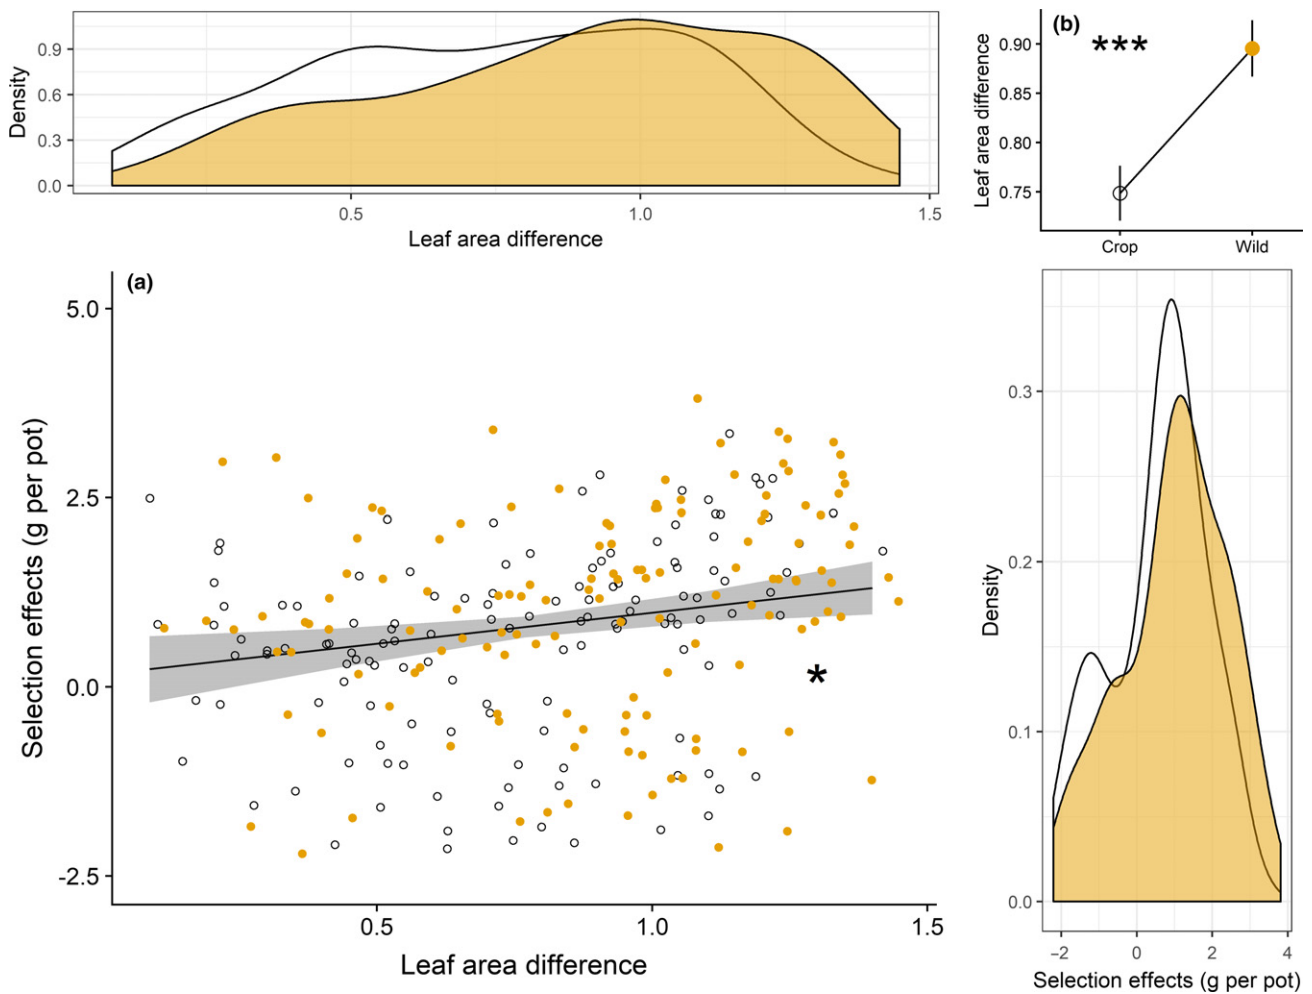 0.9
0.6
0.3
0.0
Density
0.5
1.0
1.5
Leaf area difference
(b)
***
0.90
0.85
0.80
0.75
Leaf area difference
Crop
Wild
(a)
5.0
2.5
0.0
-2.5
Selection effects (g per pot)
*
0.5
1.0
1.5
Leaf area difference
0.3
0.2
0.1
0.0
Density
−2
0
2
4
Selection effects (g per pot)